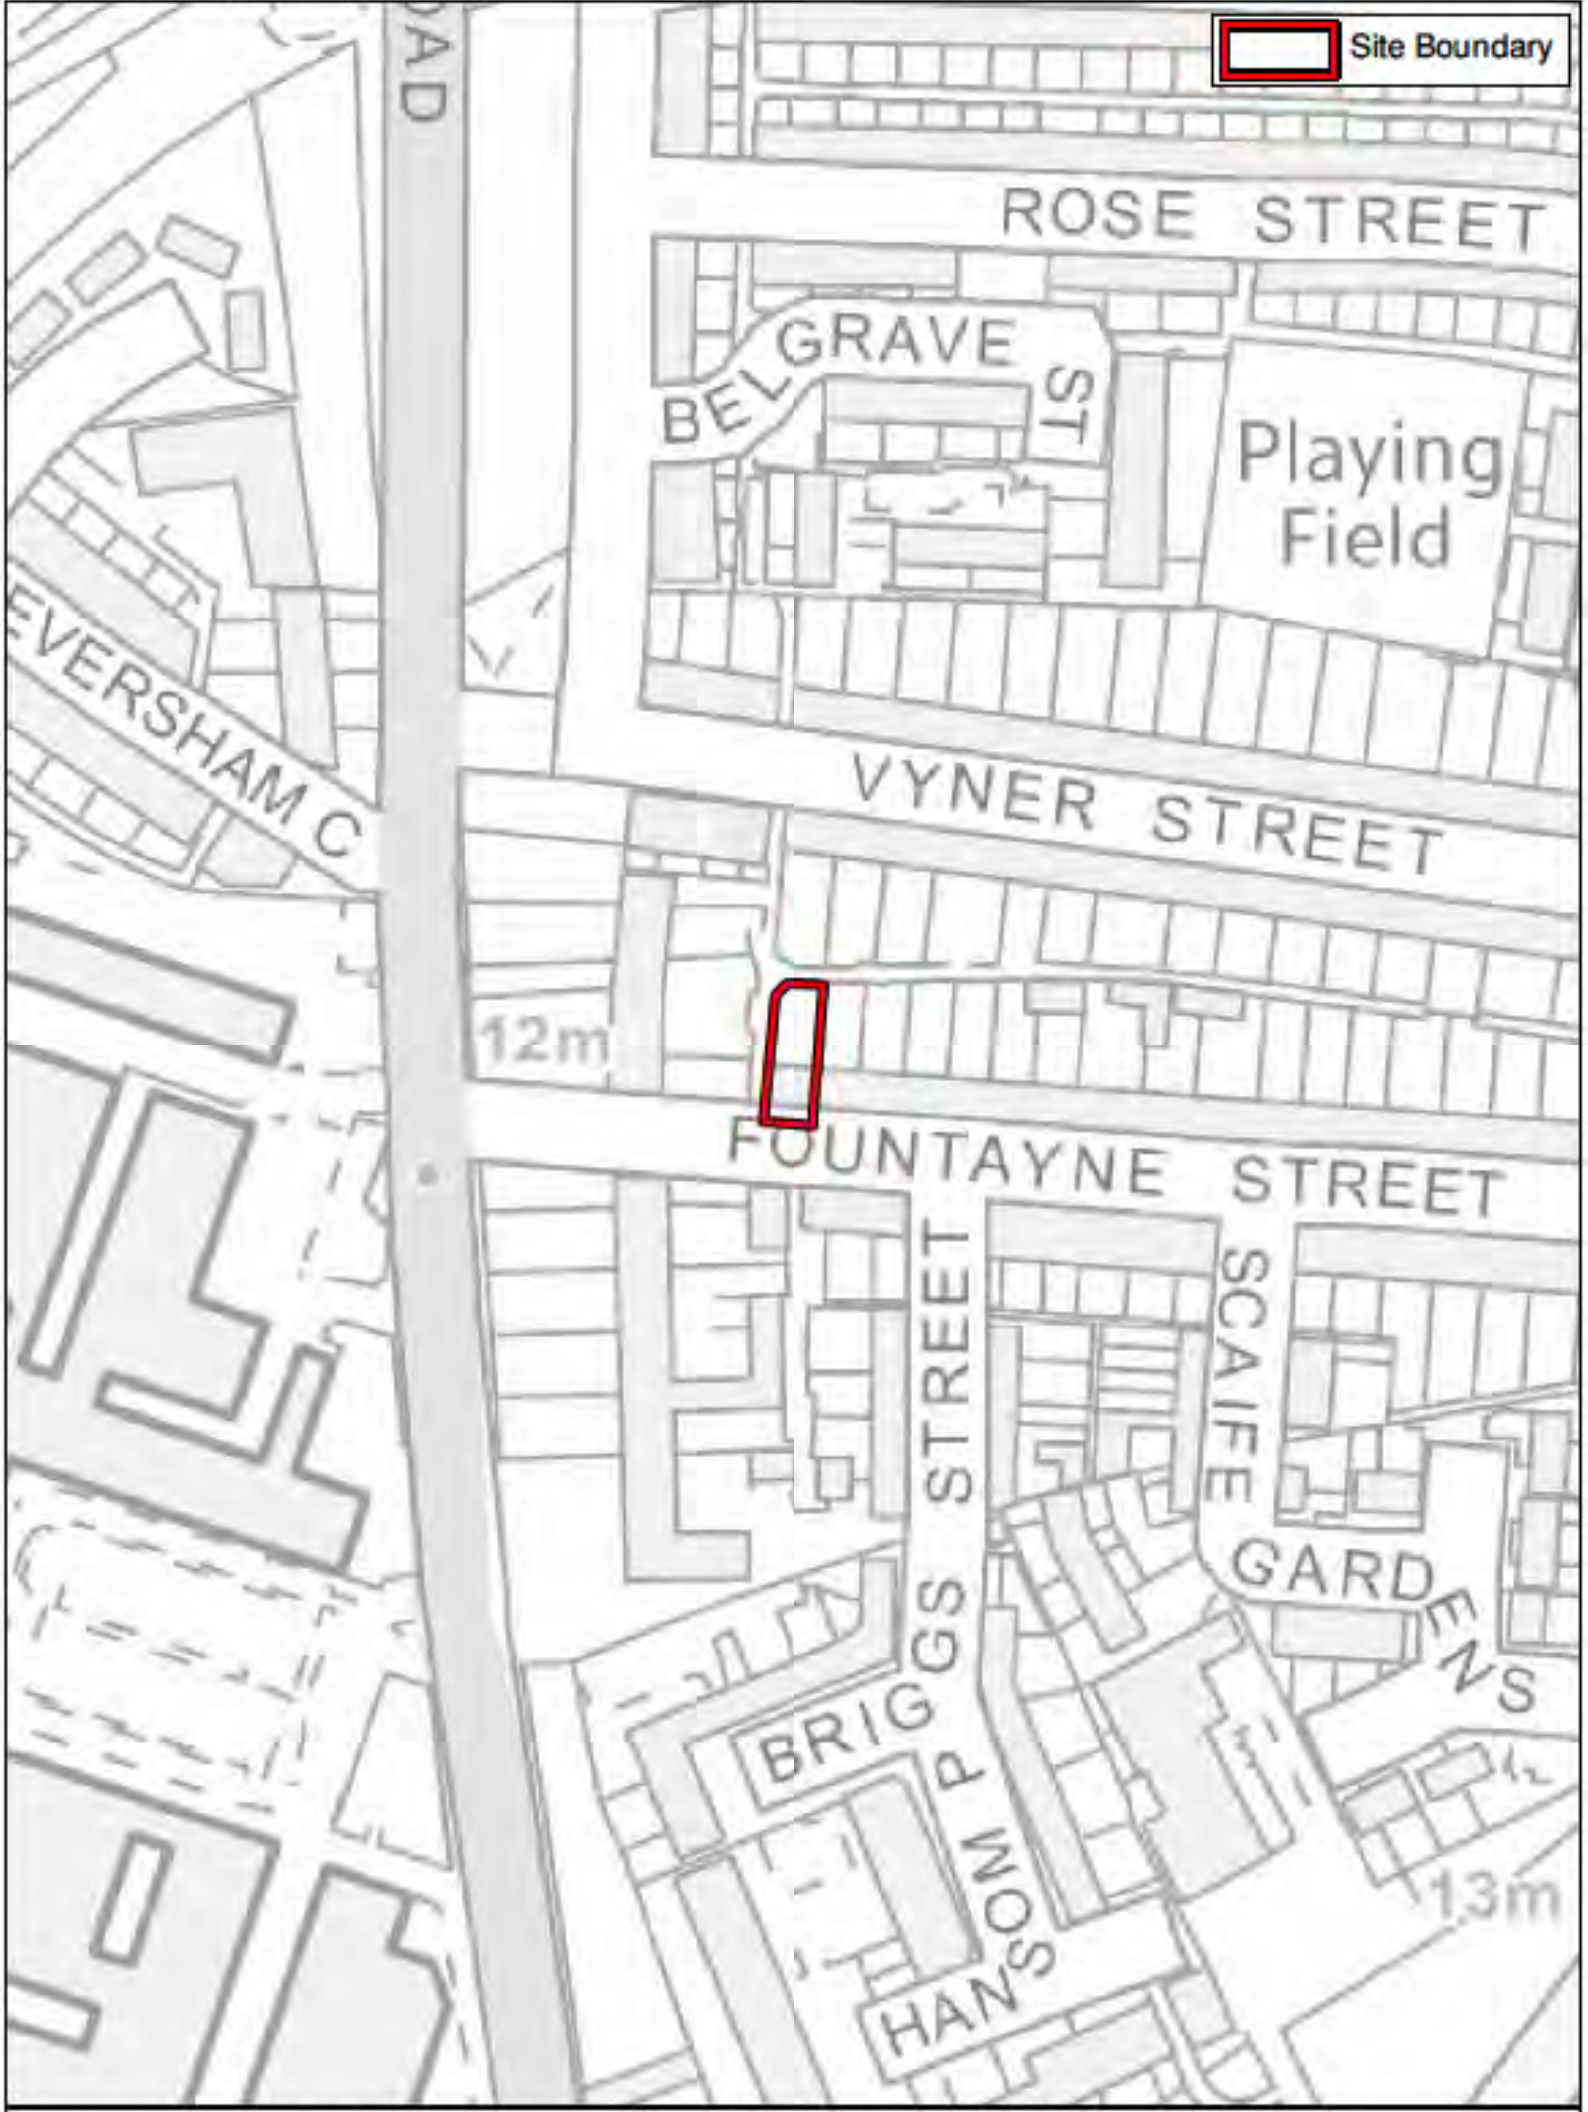 OAD
Site Boundary
ROSE STREET
BELGRAVE ST
Playing
Field
EVERSHAM C
VYNER STREET
12m
FOUNTAYNE STREET
BRIGGS STREET
SCAIFE GARDENS
HANSOM P
13m